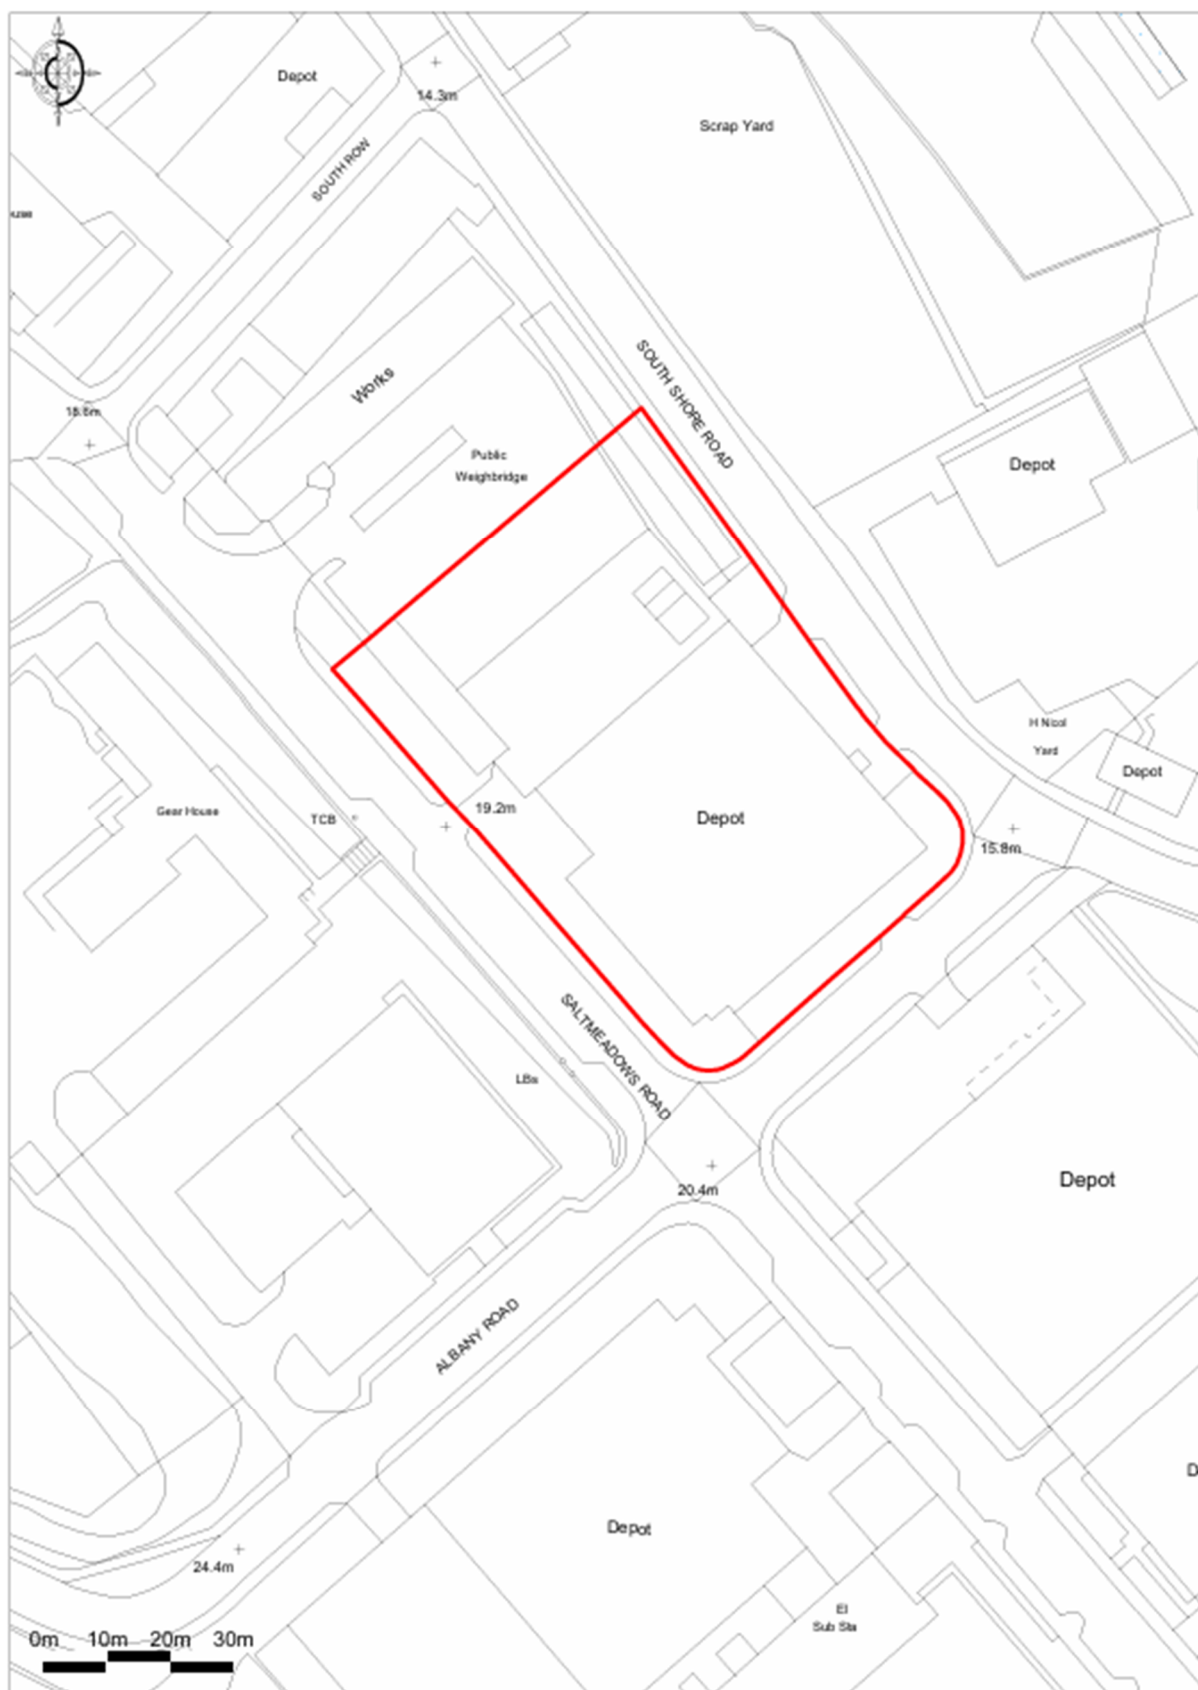 Depot
14.3m
Scrap Yard
SOUTH ROW
use
SOUTH SHORE ROAD
Works
18.6m
Public
Weighbridge
Depot
H Nicol
Yard
Depot
Gear House
TCB
19.2m
Depot
15.8m
SALTMEADOWS ROAD
LBs
Depot
20.4m
ALBANY ROAD
D
Depot
24.4m
El
Sub Sta
0m 10m 20m 30m